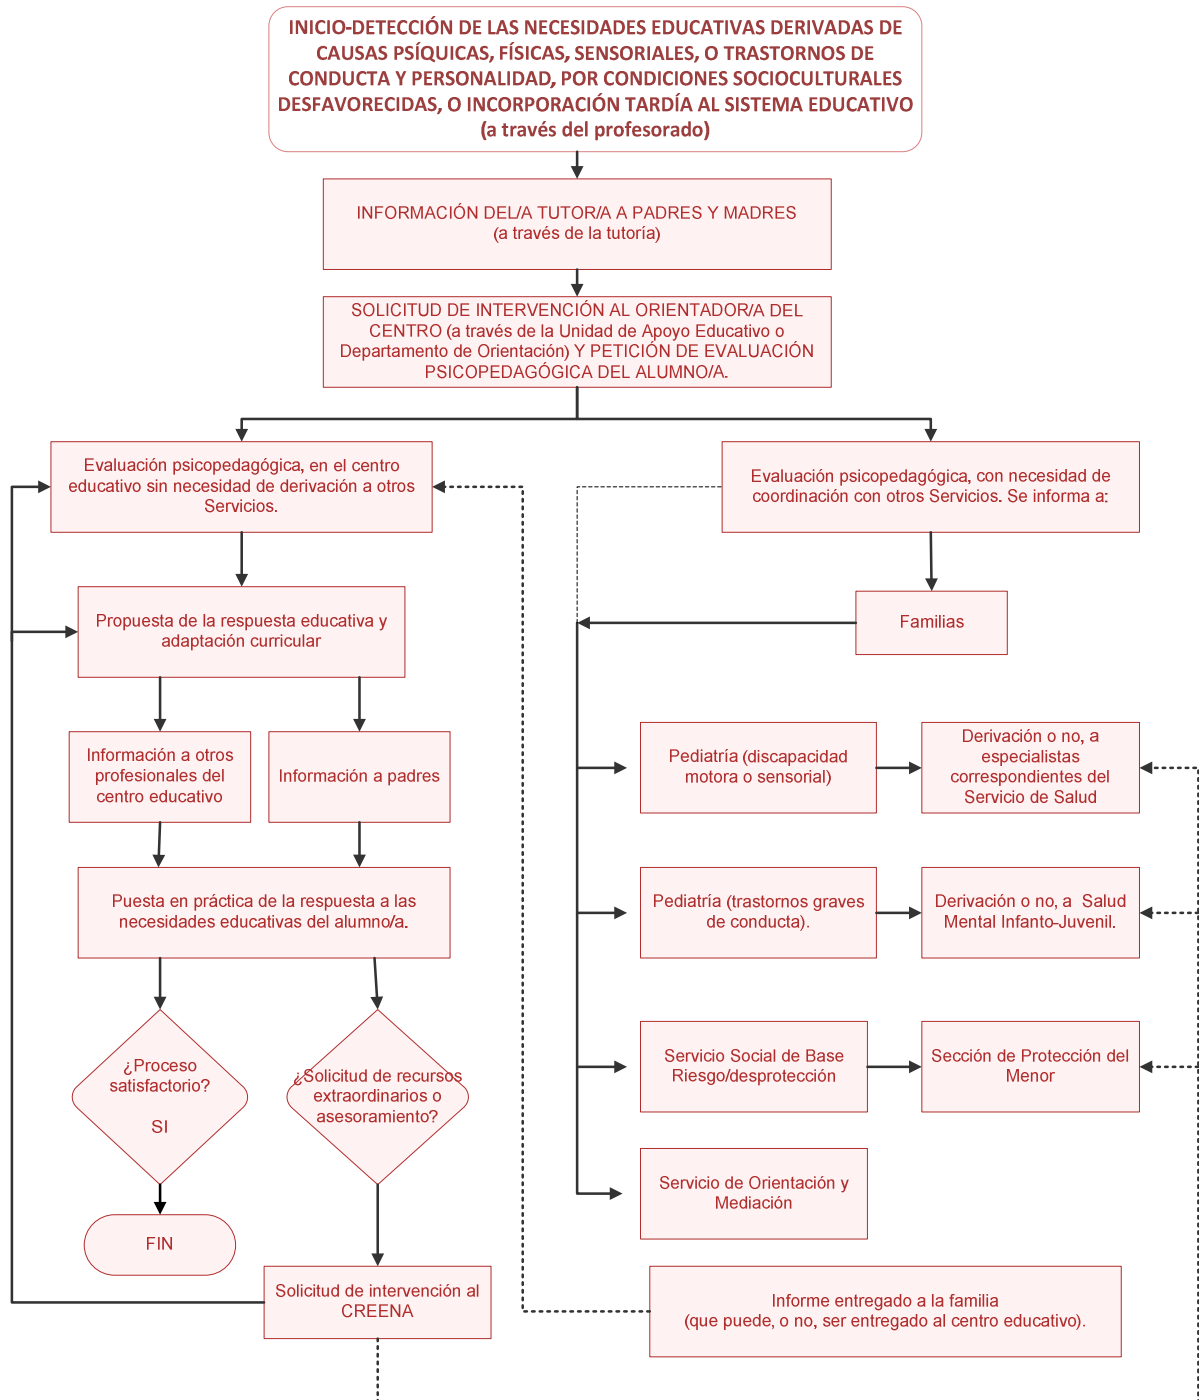 INICIO-DETECCIÓN DE LAS NECESIDADES EDUCATIVAS DERIVADAS DE
CAUSAS PSÍQUICAS, FÍSICAS, SENSORIALES, O TRASTORNOS DE
CONDUCTA Y PERSONALIDAD, POR CONDICIONES SOCIOCULTURALES
DESFAVORECIDAS, O INCORPORACIÓN TARDÍA AL SISTEMA EDUCATIVO
(a través del profesorado)
INFORMACIÓN DEL/A TUTOR/A A PADRES Y MADRES
(a través de la tutoría)
SOLICITUD DE INTERVENCIÓN AL ORIENTADOR/A DEL
CENTRO (a través de la Unidad de Apoyo Educativo o
Departamento de Orientación) Y PETICIÓN DE EVALUACIÓN
PSICOPEDAGÓGICA DEL ALUMNO/A.
Evaluación psicopedagógica, en el centro
educativo sin necesidad de derivación a otros
Servicios.
Evaluación psicopedagógica, con necesidad de
coordinación con otros Servicios. Se informa a:
Propuesta de la respuesta educativa y
adaptación curricular
Familias
Información a otros
profesionales del
centro educativo
Información a padres
Pediatría (discapacidad
motora o sensorial)
Derivación o no, a
especialistas
correspondientes del
Servicio de Salud
Puesta en práctica de la respuesta a las
necesidades educativas del alumno/a.
Pediatría (trastornos graves
de conducta).
Derivación o no, a Salud
Mental Infanto-Juvenil.
¿Proceso
satisfactorio?
SI
¿Solicitud de recursos
extraordinarios o
asesoramiento?
Servicio Social de Base
Riesgo/desprotección
Sección de Protección del
Menor
Servicio de Orientación y
Mediación
FIN
Solicitud de intervención al
CREENA
Informe entregado a la familia
(que puede, o no, ser entregado al centro educativo).